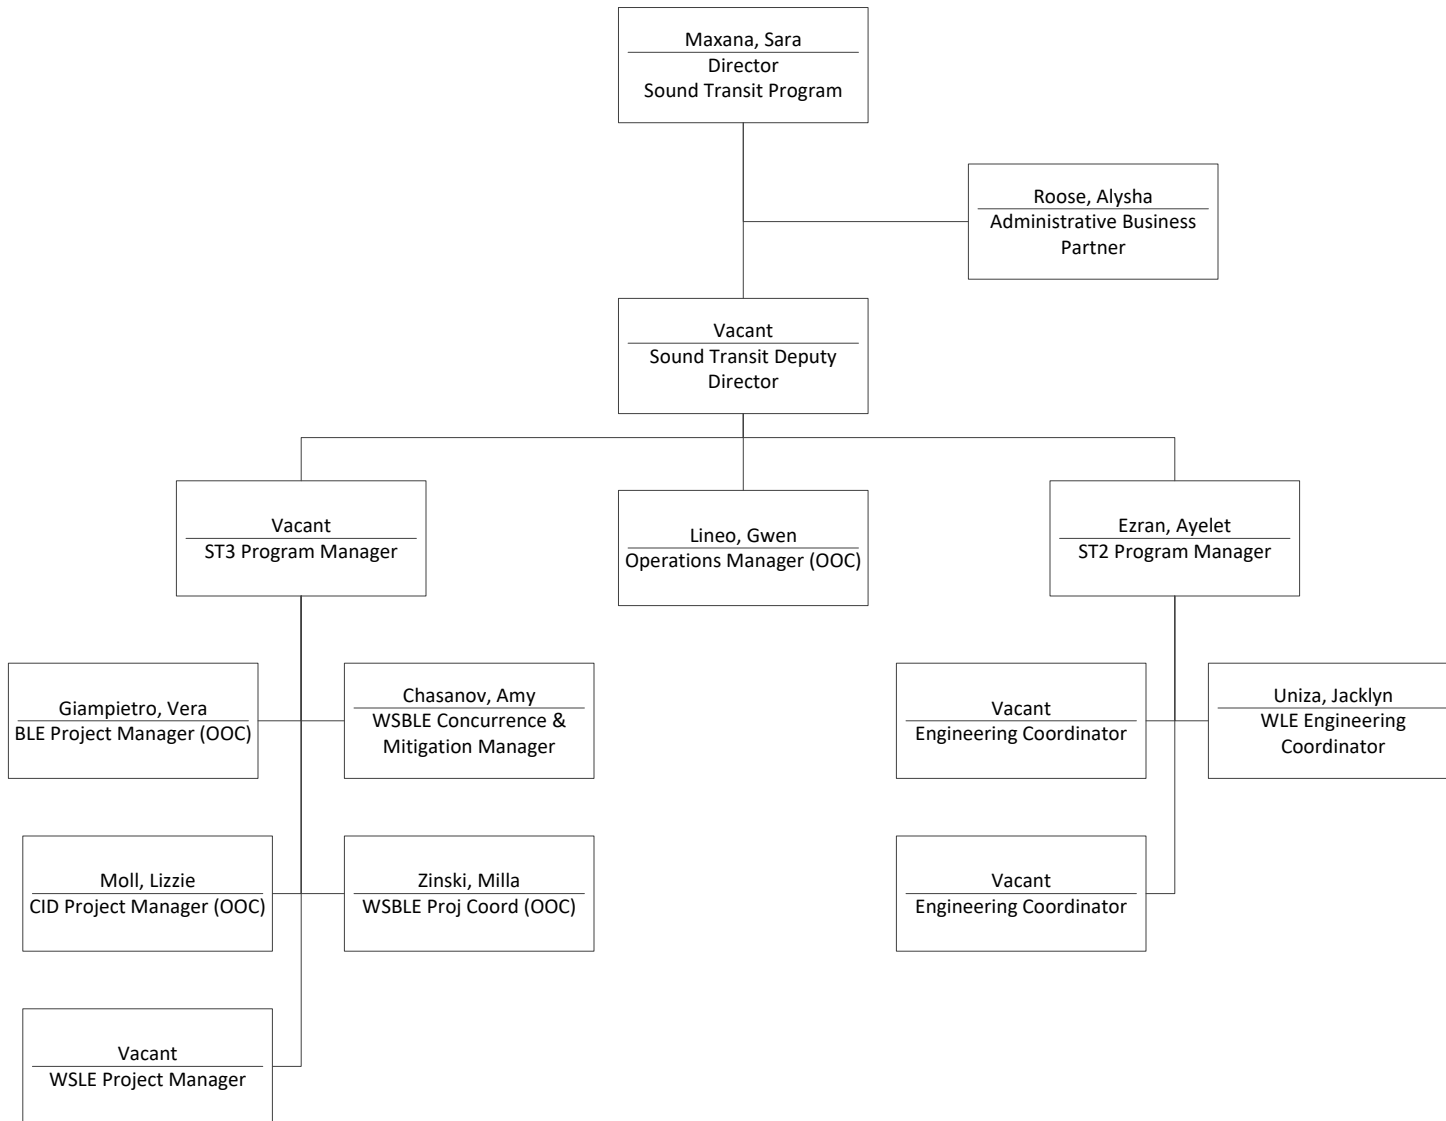 Maxana, Sara
Director
Sound Transit Program
Roose, Alysha
Administrative Business
Partner
Vacant
Sound Transit Deputy
Director
Vacant
ST3 Program Manager
Lineo, Gwen
Operations Manager (OOC)
Ezran, Ayelet
ST2 Program Manager
Giampietro, Vera
BLE Project Manager (OOC)
Chasanov, Amy
WSBLE Concurrence &
Mitigation Manager
Vacant
Engineering Coordinator
Uniza, Jacklyn
WLE Engineering
Coordinator
Moll, Lizzie
CID Project Manager (OOC)
Zinski, Milla
WSBLE Proj Coord (OOC)
Vacant
Engineering Coordinator
Vacant
WSLE Project Manager